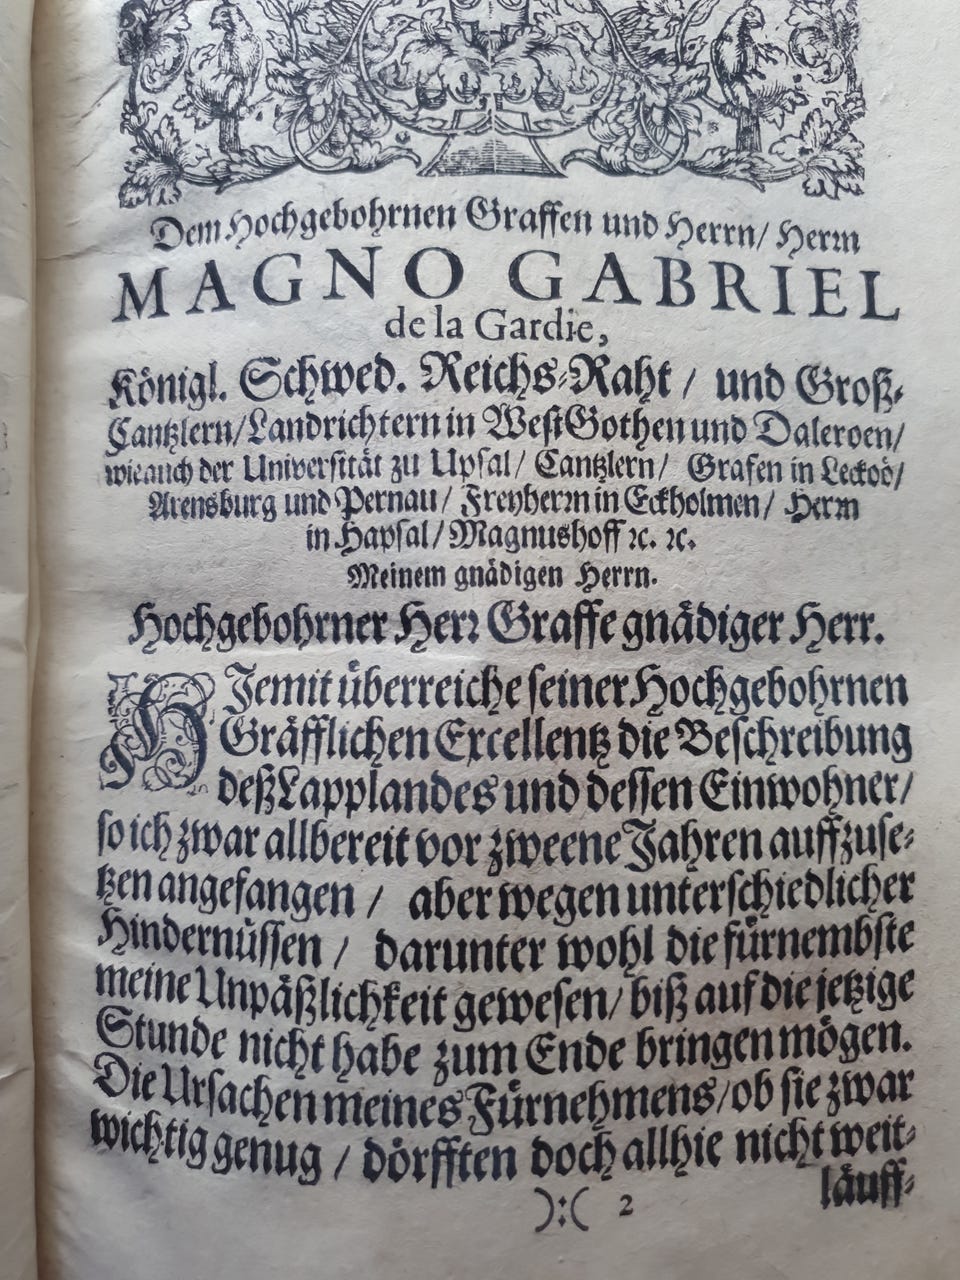 Dem Hochgebohrnen Graffen und Herrn/ Herrn
MAGNO GABRIEL
de la Gardie,
Königl. Schwed. Reichs-Raht / und Groß-
Cantzlern/ Landrichtern in WestGothen und Daleroen/
wie auch der Universität zu Upsal/ Cantzlern/ Grafen in Leckoö/
Arensburg und Pernau/ Freyherrn in Eckholmen/ Herrn
in Hapsal/ Magnushoff ꝛc. ꝛc.
Meinem gnädigen Herrn.
Hochgebohrner Herꝛ Graffe gnädiger Herr.
HJemit überreiche seiner Hochgebohrnen
Gräfflichen Excellentz die Beschreibung
deß Lapplandes und dessen Einwohner/
so ich zwar allbereit vor zweene Jahren auffzuse-
tzen angefangen / aber wegen unterschiedlicher
Hindernüssen / darunter wohl die fürnembste
meine Unpäßlichkeit gewesen/ biß auf die jetzige
Stunde nicht habe zum Ende bringen mögen.
Die Ursachen meines Fürnehmens/ ob sie zwar
wichtig genug / dörfften doch allhie nicht weit-
läuff-
):( 2